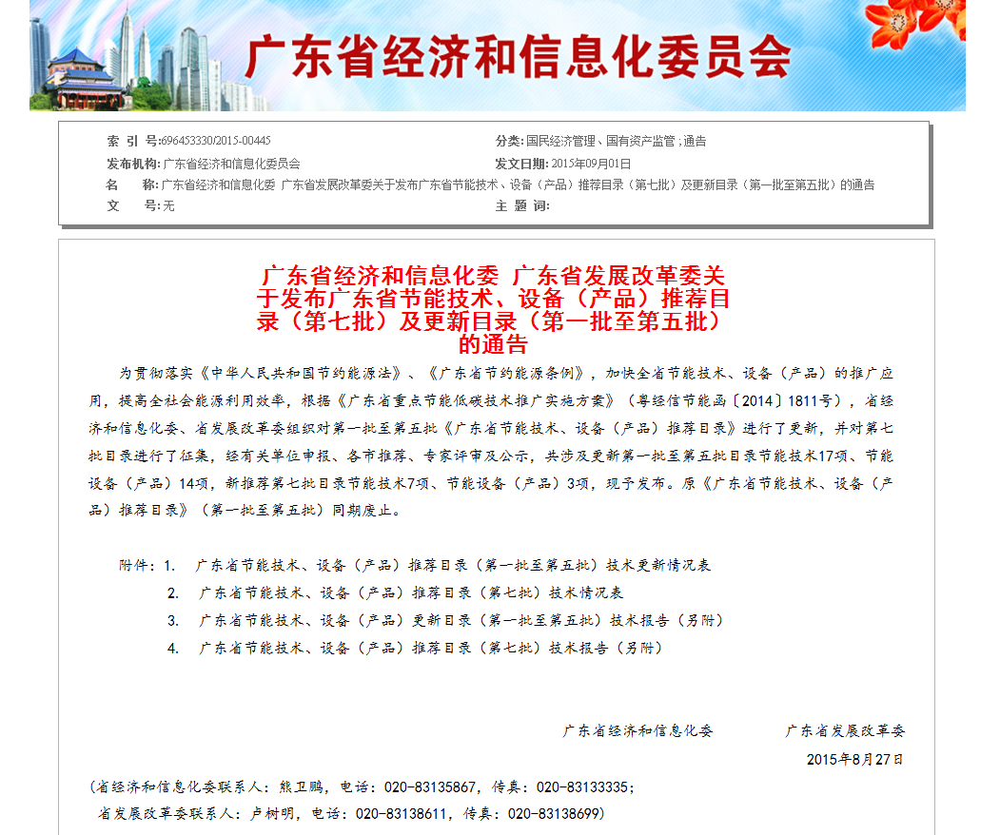 广东省经济和信息化委员会
索 引 号:696453330/2015-00445 分类: 国民经济管理、国有资产监管 ; 通告
发布机构: 广东省经济和信息化委员会 发文日期: 2015年09月01日
名 称: 广东省经济和信息化委 广东省发展改革委关于发布广东省节能技术、设备（产品）推荐目录（第七批）及更新目录（第一批至第五批）的通告
文 号: 无 主 题 词:
广东省经济和信息化委 广东省发展改革委关
于发布广东省节能技术、设备（产品）推荐目
录（第七批）及更新目录（第一批至第五批）
的通告
为贯彻落实《中华人民共和国节约能源法》、《广东省节约能源条例》，加快全省节能技术、设备（产品）的推广应
用，提高全社会能源利用效率，根据《广东省重点节能低碳技术推广实施方案》（粤经信节能函〔2014〕1811号），省经
济和信息化委、省发展改革委组织对第一批至第五批《广东省节能技术、设备（产品）推荐目录》进行了更新，并对第七
批目录进行了征集，经有关单位申报、各市推荐、专家评审及公示，共涉及更新第一批至第五批目录节能技术17项、节能
设备（产品）14项，新推荐第七批目录节能技术7项、节能设备（产品）3项，现予发布。原《广东省节能技术、设备（产
品）推荐目录》（第一批至第五批）同期废止。
附件：1. 广东省节能技术、设备（产品）推荐目录（第一批至第五批）技术更新情况表
2. 广东省节能技术、设备（产品）推荐目录（第七批）技术情况表
3. 广东省节能技术、设备（产品）更新目录（第一批至第五批）技术报告（另附）
4. 广东省节能技术、设备（产品）推荐目录（第七批）技术报告（另附）
广东省经济和信息化委 广东省发展改革委
2015年8月27日
(省经济和信息化委联系人：熊卫鹏，电话：020-83135867，传真：020-83133335；
省发展改革委联系人：卢树明，电话：020-83138611，传真：020-83138699)